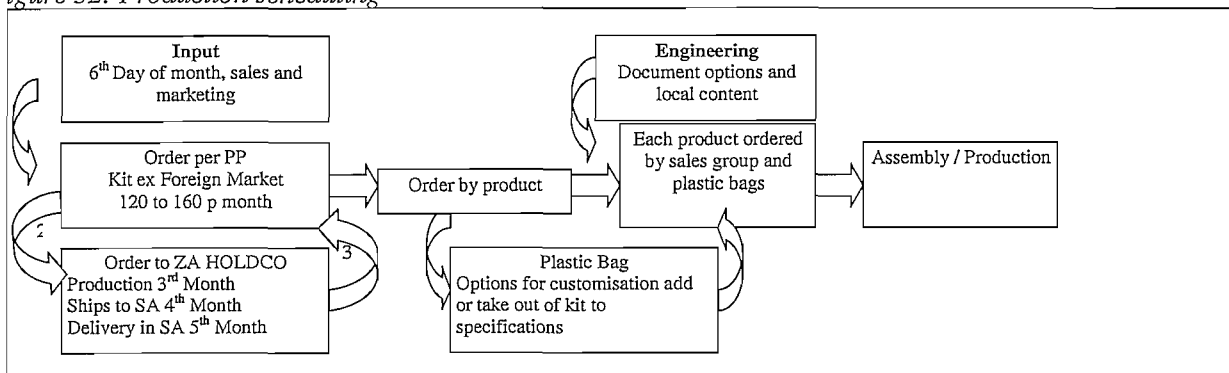 Input
6th Day of month, sales and
marketing
Engineering
Document options and
local content
Order per PP
Kit ex Foreign Market
120 to 160 p month
Order by product
Each product ordered
by sales group and
plastic bags
Assembly / Production
2
3
Order to ZA HOLDCO
Production 3rd Month
Ships to SA 4th Month
Delivery in SA 5th Month
Plastic Bag
Options for customisation add
or take out of kit to
specifications